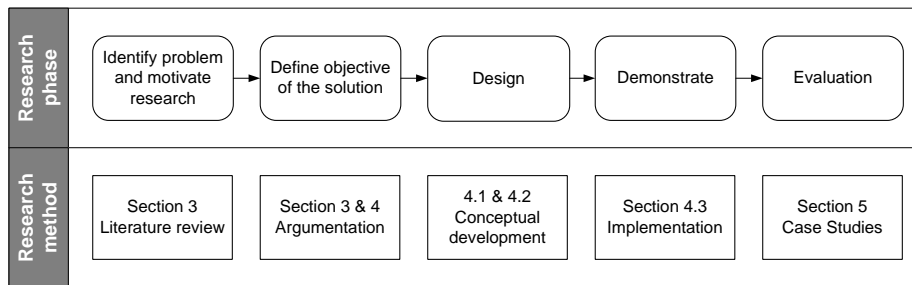 Research
phase
Identify problem
and motivate
research
Define objective
of the solution
Design
Demonstrate
Evaluation
Research
method
Section 3
Literature review
Section 3 & 4
Argumentation
4.1 & 4.2
Conceptual
development
Section 4.3
Implementation
Section 5
Case Studies